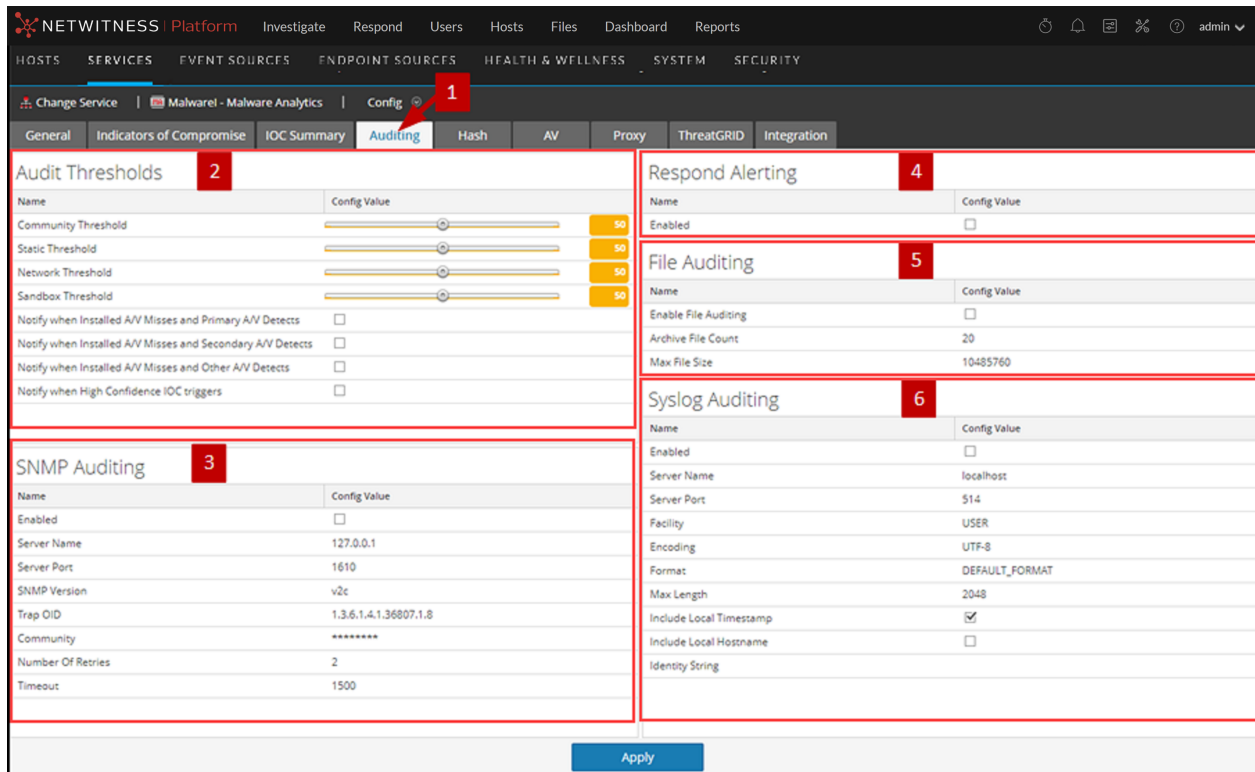 NETWITNESS Platform Investigate Respond Users Hosts Files Dashboard Reports admin
HOSTS SERVICES EVENT SOURCES ENDPOINT SOURCES HEALTH & WELLNESS SYSTEM SECURITY
Change Service | MalwareI - Malware Analytics | Config
1
General Indicators of Compromise IOC Summary Auditing Hash AV Proxy ThreatGRID Integration
Audit Thresholds 2
Name Config Value
Community Threshold 50
Static Threshold 50
Network Threshold 50
Sandbox Threshold 50
Notify when Installed A/V Misses and Primary A/V Detects
Notify when Installed A/V Misses and Secondary A/V Detects
Notify when Installed A/V Misses and Other A/V Detects
Notify when High Confidence IOC triggers
SNMP Auditing 3
Name Config Value
Enabled
Server Name 127.0.0.1
Server Port 1610
SNMP Version v2c
Trap OID 1.3.6.1.4.1.36807.1.8
Community ********
Number Of Retries 2
Timeout 1500
Respond Alerting 4
Name Config Value
Enabled
File Auditing 5
Name Config Value
Enable File Auditing
Archive File Count 20
Max File Size 10485760
Syslog Auditing 6
Name Config Value
Enabled
Server Name localhost
Server Port 514
Facility USER
Encoding UTF-8
Format DEFAULT_FORMAT
Max Length 2048
Include Local Timestamp
Include Local Hostname
Identity String
Apply